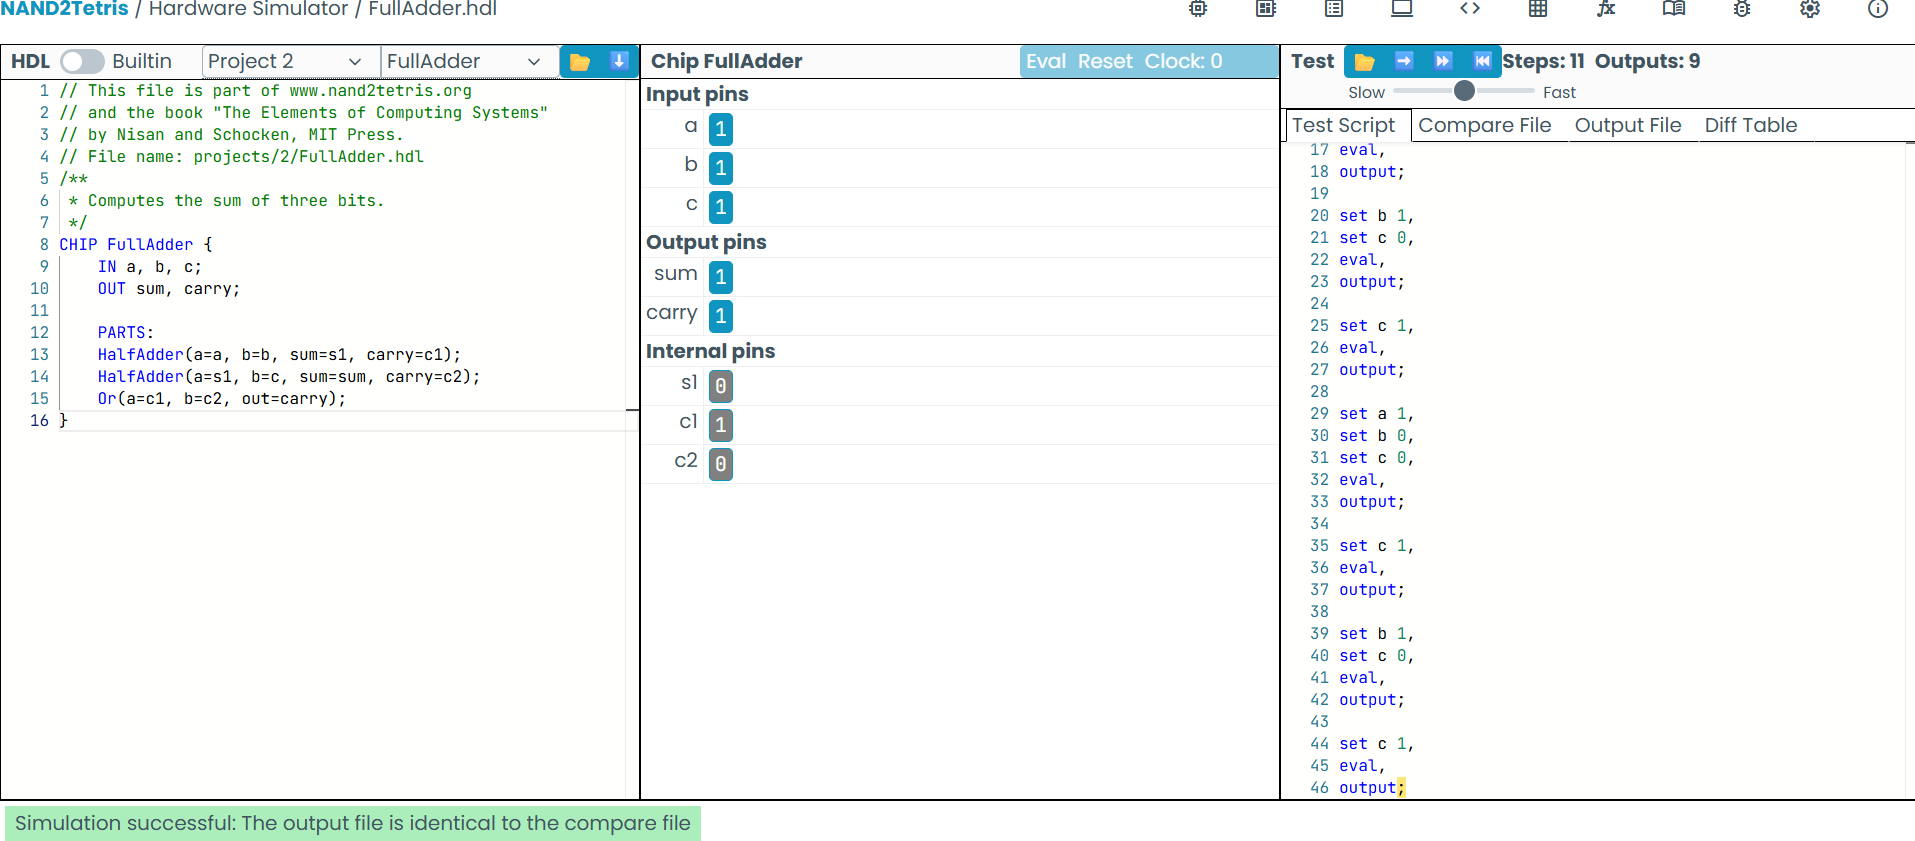 NAND2Tetris / Hardware Simulator / FullAdder.hdl
HDL Builtin Project 2 FullAdder
1 // This file is part of www.nand2tetris.org
2 // and the book "The Elements of Computing Systems"
3 // by Nisan and Schocken, MIT Press.
4 // File name: projects/2/FullAdder.hdl
5 /**
6 * Computes the sum of three bits.
7 */
8 CHIP FullAdder {
9 IN a, b, c;
10 OUT sum, carry;
11
12 PARTS:
13 HalfAdder(a=a, b=b, sum=s1, carry=c1);
14 HalfAdder(a=s1, b=c, sum=sum, carry=c2);
15 Or(a=c1, b=c2, out=carry);
16 }
Chip FullAdder Eval Reset Clock: 0
Input pins
a 1
b 1
c 1
Output pins
sum 1
carry 1
Internal pins
s1 0
c1 1
c2 0
Test Steps: 11 Outputs: 9
Slow Fast
Test Script Compare File Output File Diff Table
17 eval,
18 output;
19
20 set b 1,
21 set c 0,
22 eval,
23 output;
24
25 set c 1,
26 eval,
27 output;
28
29 set a 1,
30 set b 0,
31 set c 0,
32 eval,
33 output;
34
35 set c 1,
36 eval,
37 output;
38
39 set b 1,
40 set c 0,
41 eval,
42 output;
43
44 set c 1,
45 eval,
46 output;
Simulation successful: The output file is identical to the compare file